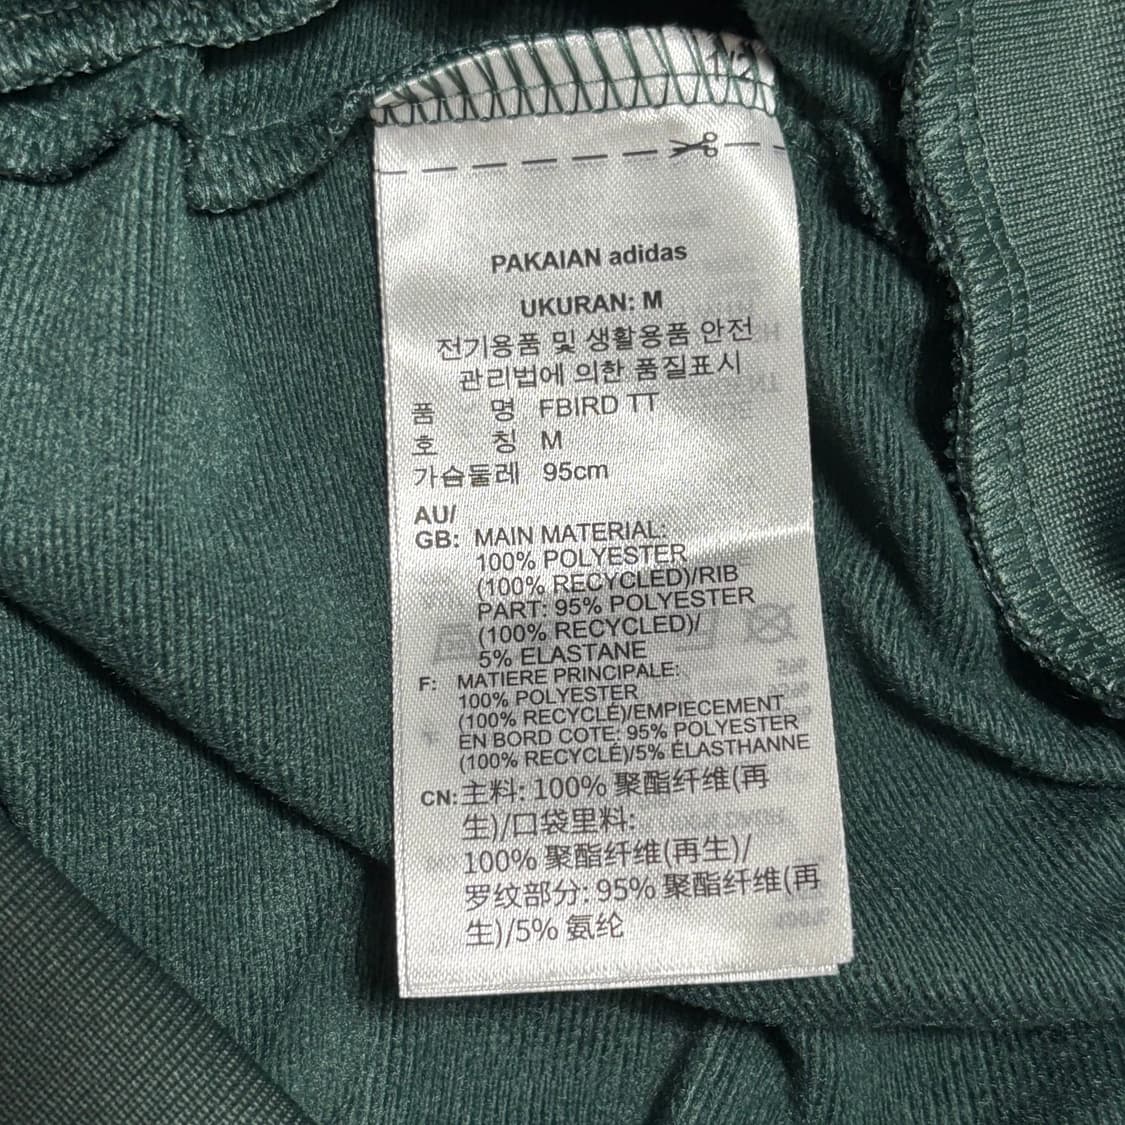 1/2
PAKAIAN adidas
UKURAN: M
전기용품 및 생활용품 안전
관리법에 의한 품질표시
품 명 FBIRD TT
호 칭 M
가슴둘레 95cm
AU/
GB: MAIN MATERIAL:
100% POLYESTER
(100% RECYCLED)/RIB
PART: 95% POLYESTER
(100% RECYCLED)/
5% ELASTANE
F: MATIERE PRINCIPALE:
100% POLYESTER
(100% RECYCLÉ)/EMPIECEMENT
EN BORD COTE: 95% POLYESTER
(100% RECYCLÉ)/5% ÉLASTHANNE
CN: 主料: 100% 聚酯纤维(再
生)/口袋里料:
100% 聚酯纤维(再生)/
罗纹部分: 95% 聚酯纤维(再
生)/5% 氨纶